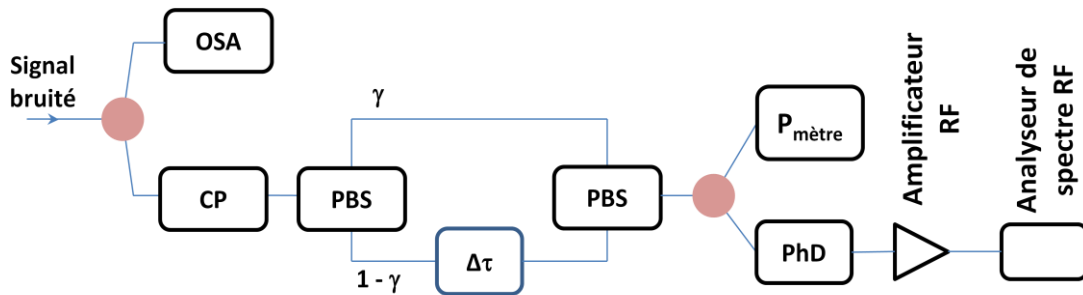 Signal
bruité
OSA
CP
PBS
γ
1 - γ
Δτ
PBS
Pmètre
PhD
Amplificateur
RF
Analyseur de
spectre RF